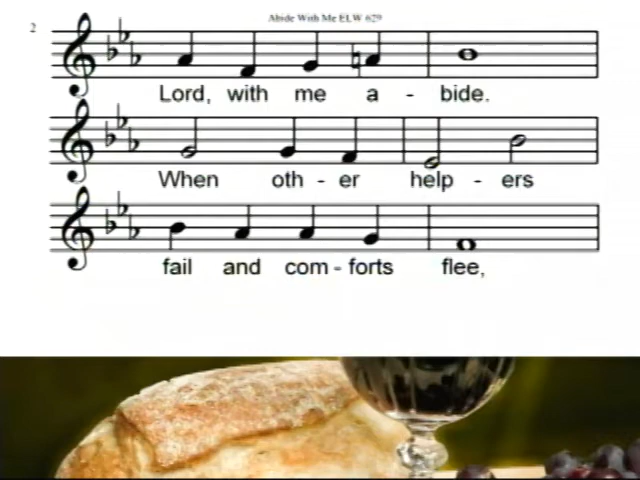 Abide With Me ELW 629
2
Lord, with me a - bide.
When oth - er help - ers
fail and com - forts flee,